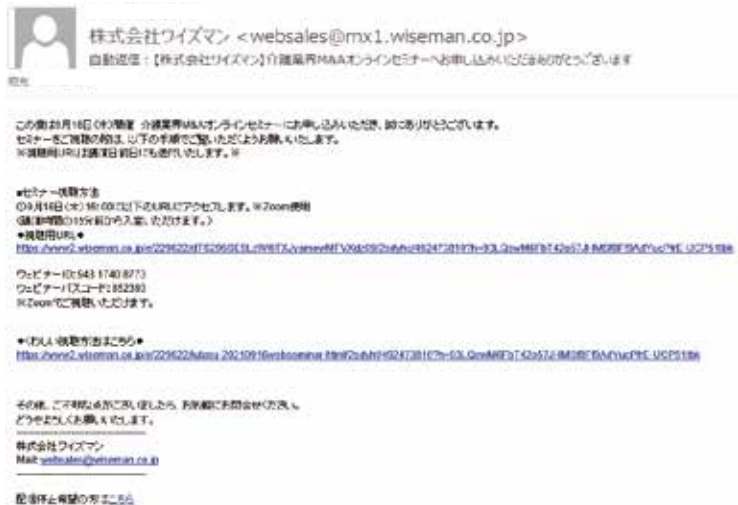 株式会社ワイズマン <websales@mx1.wiseman.co.jp>
自動返信：【株式会社ワイズマン】介護業界M&Aオンラインセミナーへお申し込みいただきありがとうございます
宛先
この度は9月16日(木)開催 介護業界M&Aオンラインセミナーにお申し込みいただき、誠にありがとうございます。
セミナーをご視聴の際は、以下の手順でご覧いただくようお願いいたします。
※視聴用URLは講演日前日にも送付いたします。※
■セミナー視聴方法
①9月16日(木) 16:00に以下のURLにアクセスします。※Zoom使用
(講演時間の15分前から入室いただけます。)
◆視聴用URL◆
ウェビナーID:
ウェビナーパスコード:
※Zoomでご視聴いただけます。
◆くわしい視聴方法はこちら◆
その他、ご不明な点がございましたら、お気軽にお問合せください。
どうぞよろしくお願いいたします。
株式会社ワイズマン
Mail: websales@wiseman.co.jp
配信停止希望の方はこちら